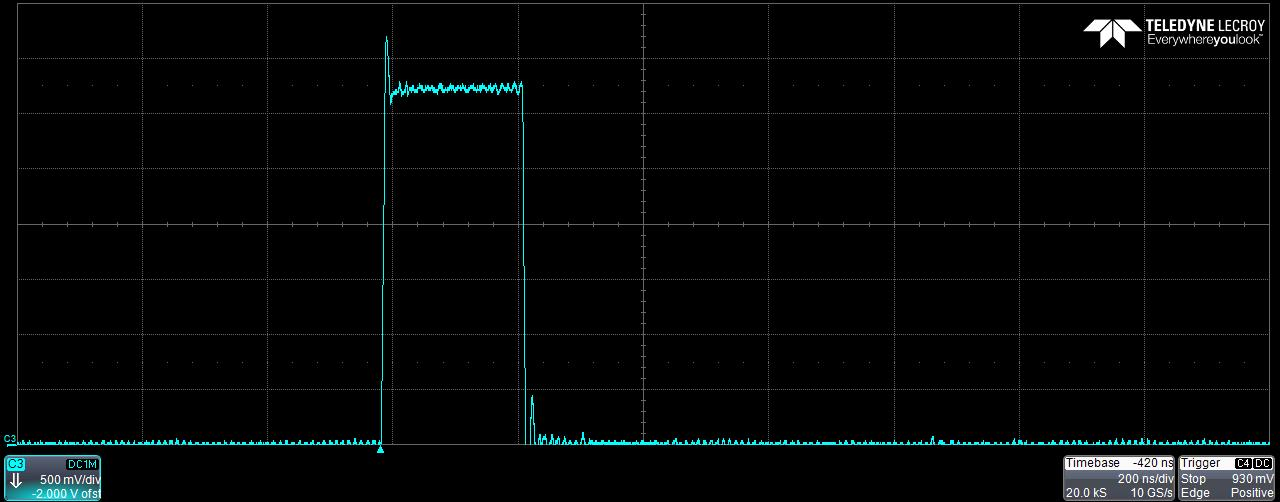 TELEDYNE LECROY
Everywhereyoulook™
C3
C3 DC1M
500 mV/div
-2.000 V ofst
Timebase -420 ns
200 ns/div
20.0 kS 10 GS/s
Trigger C4 DC
Stop 930 mV
Edge Positive